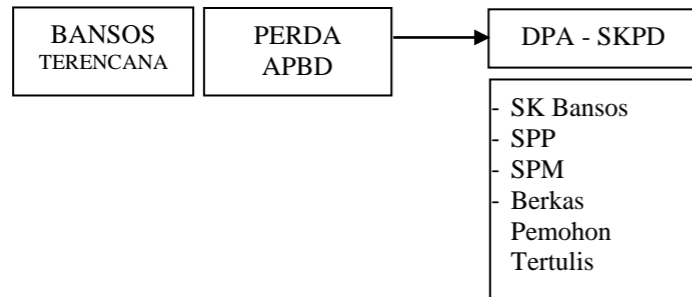 BANSOS
TERENCANA
PERDA
APBD
DPA - SKPD
- SK Bansos
- SPP
- SPM
- Berkas
Pemohon
Tertulis